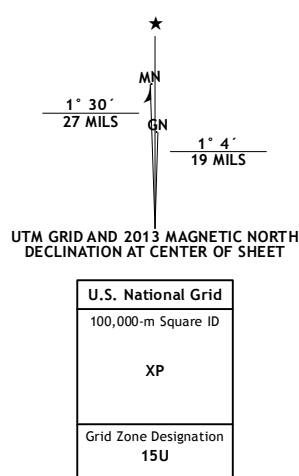 ★
MN
1° 30´
27 MILS
GN
1° 4´
19 MILS
UTM GRID AND 2013 MAGNETIC NORTH
DECLINATION AT CENTER OF SHEET
U.S. National Grid
100,000-m Square ID
XP
Grid Zone Designation
15U